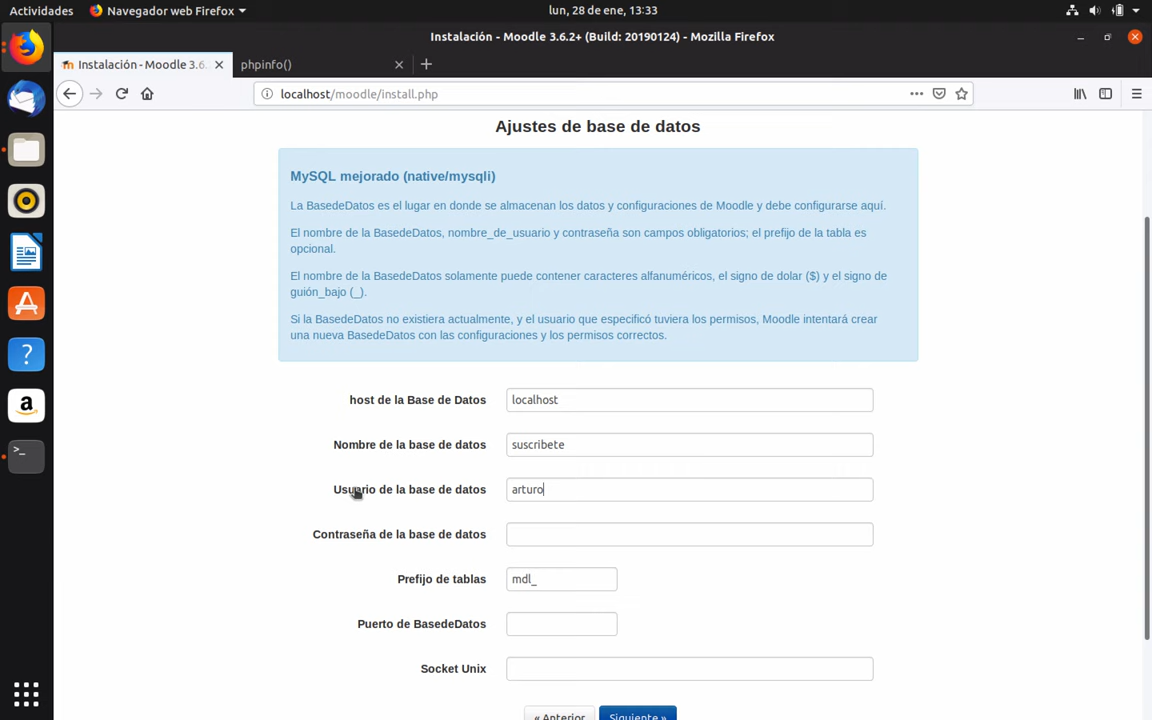 Actividades Navegador web Firefox lun, 28 de ene, 13:33
Instalación - Moodle 3.6.2+ (Build: 20190124) - Mozilla Firefox
Instalación - Moodle 3.6. phpinfo()
localhost/moodle/install.php
Ajustes de base de datos
MySQL mejorado (native/mysqli)
La BasedeDatos es el lugar en donde se almacenan los datos y configuraciones de Moodle y debe configurarse aquí.
El nombre de la BasedeDatos, nombre_de_usuario y contraseña son campos obligatorios; el prefijo de la tabla es
opcional.
El nombre de la BasedeDatos solamente puede contener caracteres alfanuméricos, el signo de dolar ($) y el signo de
guión_bajo (_).
Si la BasedeDatos no existiera actualmente, y el usuario que especificó tuviera los permisos, Moodle intentará crear
una nueva BasedeDatos con las configuraciones y los permisos correctos.
host de la Base de Datos localhost
Nombre de la base de datos suscribete
Usuario de la base de datos arturo
Contraseña de la base de datos
Prefijo de tablas mdl_
Puerto de BasedeDatos
Socket Unix
« Anterior Siguiente »